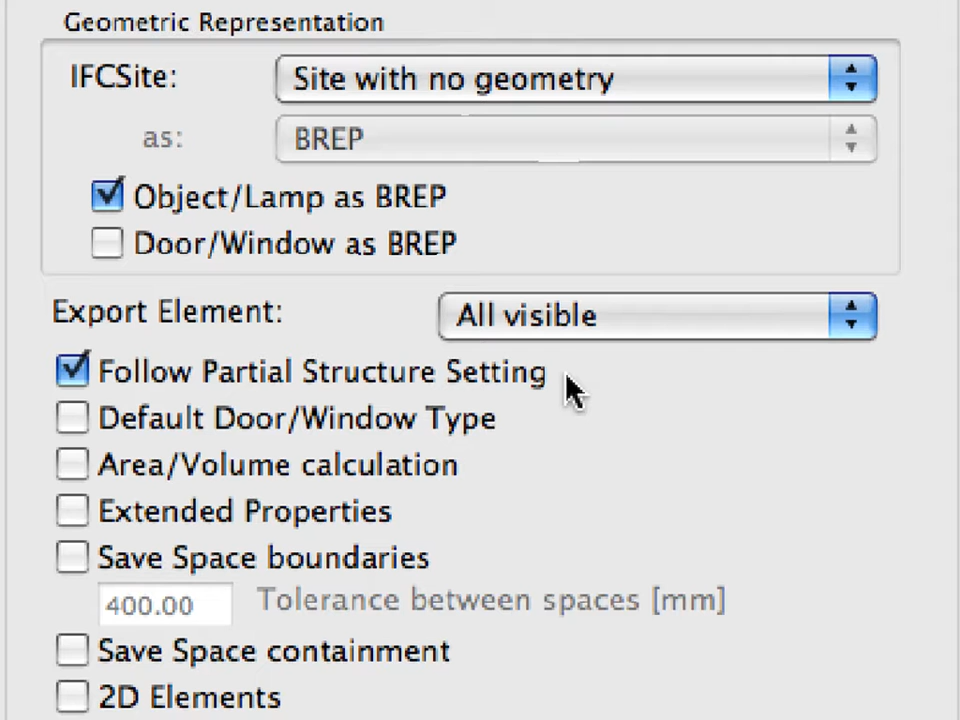 Geometric Representation
IFCSite: Site with no geometry
as: BREP
Object/Lamp as BREP
Door/Window as BREP
Export Element: All visible
Follow Partial Structure Setting
Default Door/Window Type
Area/Volume calculation
Extended Properties
Save Space boundaries
400.00 Tolerance between spaces [mm]
Save Space containment
2D Elements